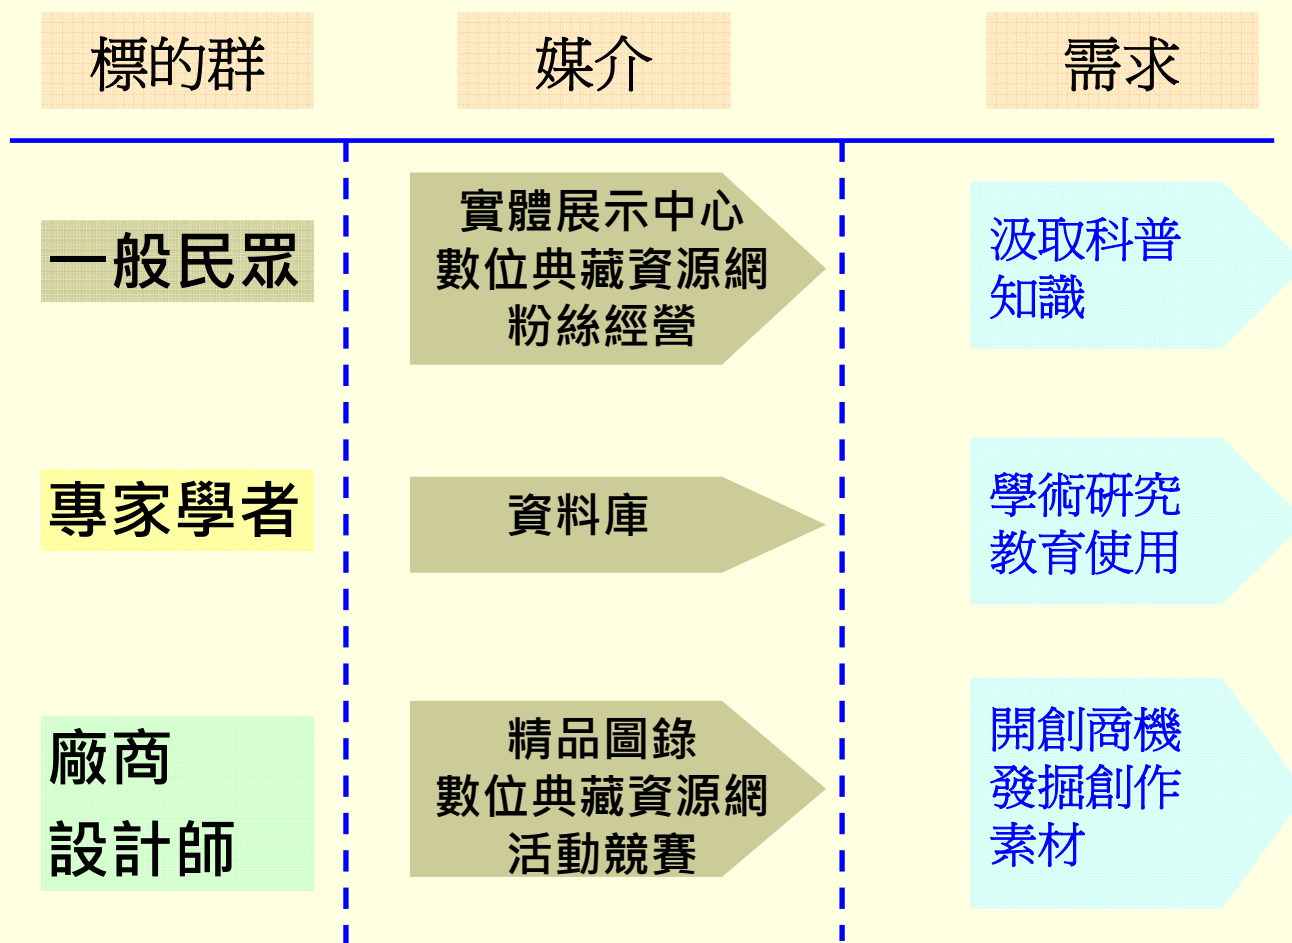 標的群
媒介
需求
一般民眾
實體展示中心
數位典藏資源網
粉絲經營
汲取科普
知識
專家學者
資料庫
學術研究
教育使用
廠商
設計師
精品圖錄
數位典藏資源網
活動競賽
開創商機
發掘創作
素材